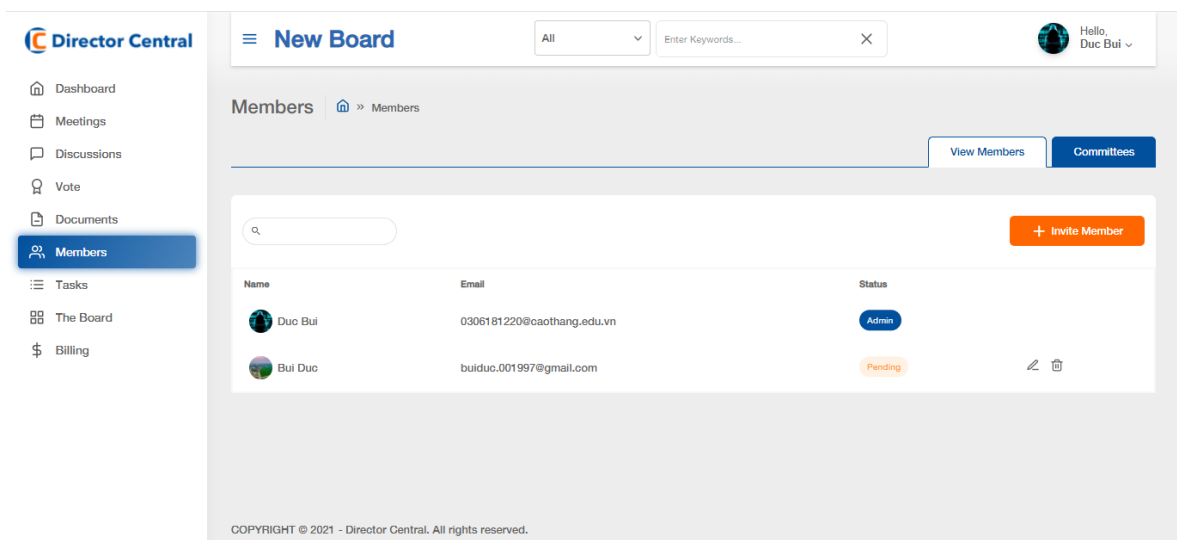 Director Central
New Board
All
Enter Keywords...
Hello,
Duc Bui
Dashboard
Meetings
Discussions
Vote
Documents
Members
Tasks
The Board
Billing
Members » Members
View Members
Committees
+ Invite Member
Name Email Status
Duc Bui 0306181220@caothang.edu.vn Admin
Bui Duc buiduc.001997@gmail.com Pending
COPYRIGHT © 2021 - Director Central. All rights reserved.